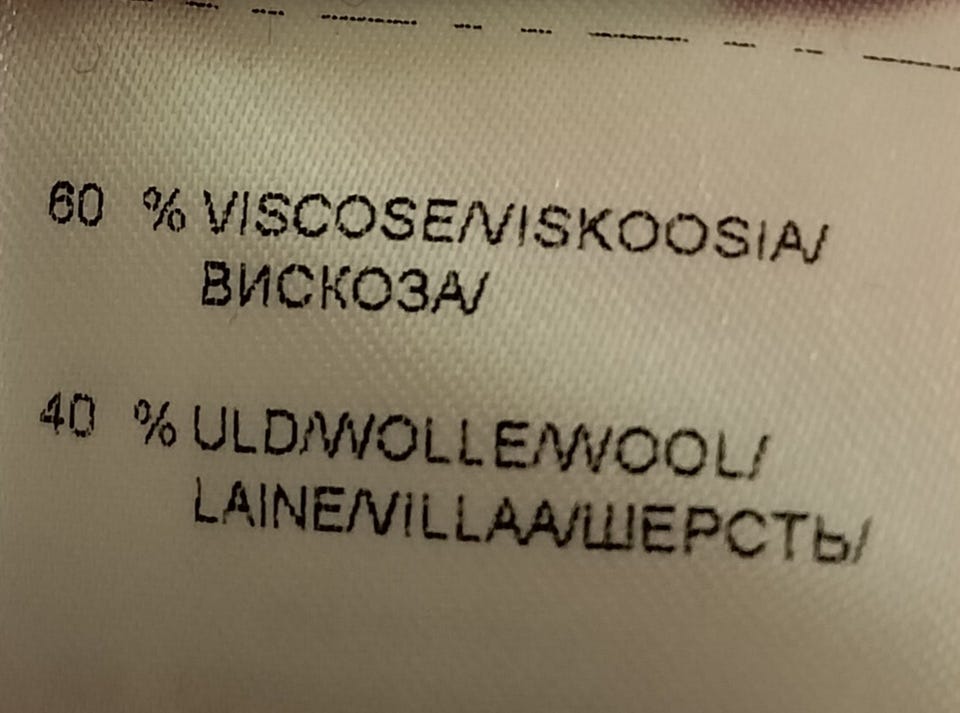 60 % VISCOSE/VISKOOSIA/
ВИСКОЗА/
40 % ULD/WOLLE/WOOL/
LAINE/VILLAA/ШЕРСТЬ/